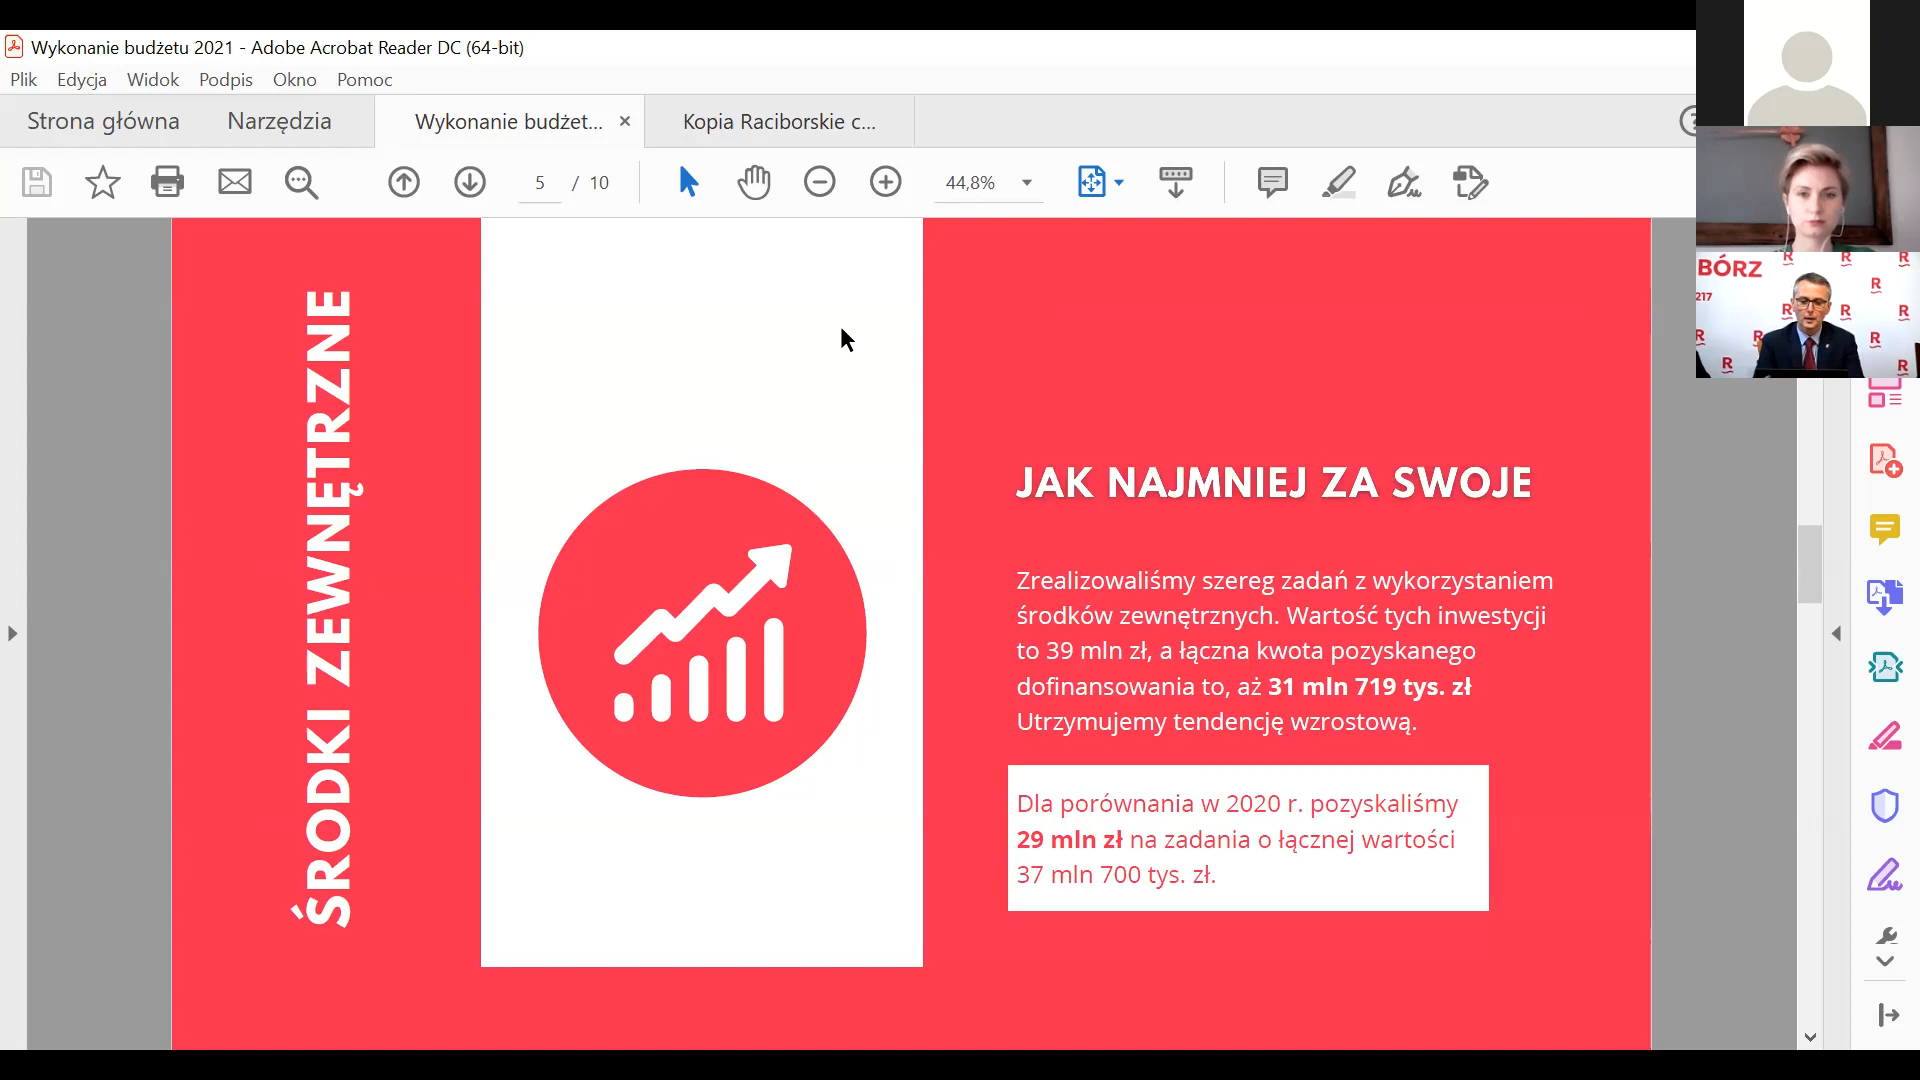 Wykonanie budżetu 2021 - Adobe Acrobat Reader DC (64-bit)
Plik Edycja Widok Podpis Okno Pomoc
Strona główna Narzędzia Wykonanie budżet... × Kopia Raciborskie c...
5 / 10 44,8%
ŚRODKI ZEWNĘTRZNE
JAK NAJMNIEJ ZA SWOJE
Zrealizowaliśmy szereg zadań z wykorzystaniem
środków zewnętrznych. Wartość tych inwestycji
to 39 mln zł, a łączna kwota pozyskanego
dofinansowania to, aż 31 mln 719 tys. zł
Utrzymujemy tendencję wzrostową.
Dla porównania w 2020 r. pozyskaliśmy
29 mln zł na zadania o łącznej wartości
37 mln 700 tys. zł.
BÓRZ
217
R R R
R
R R R
R R R
R R